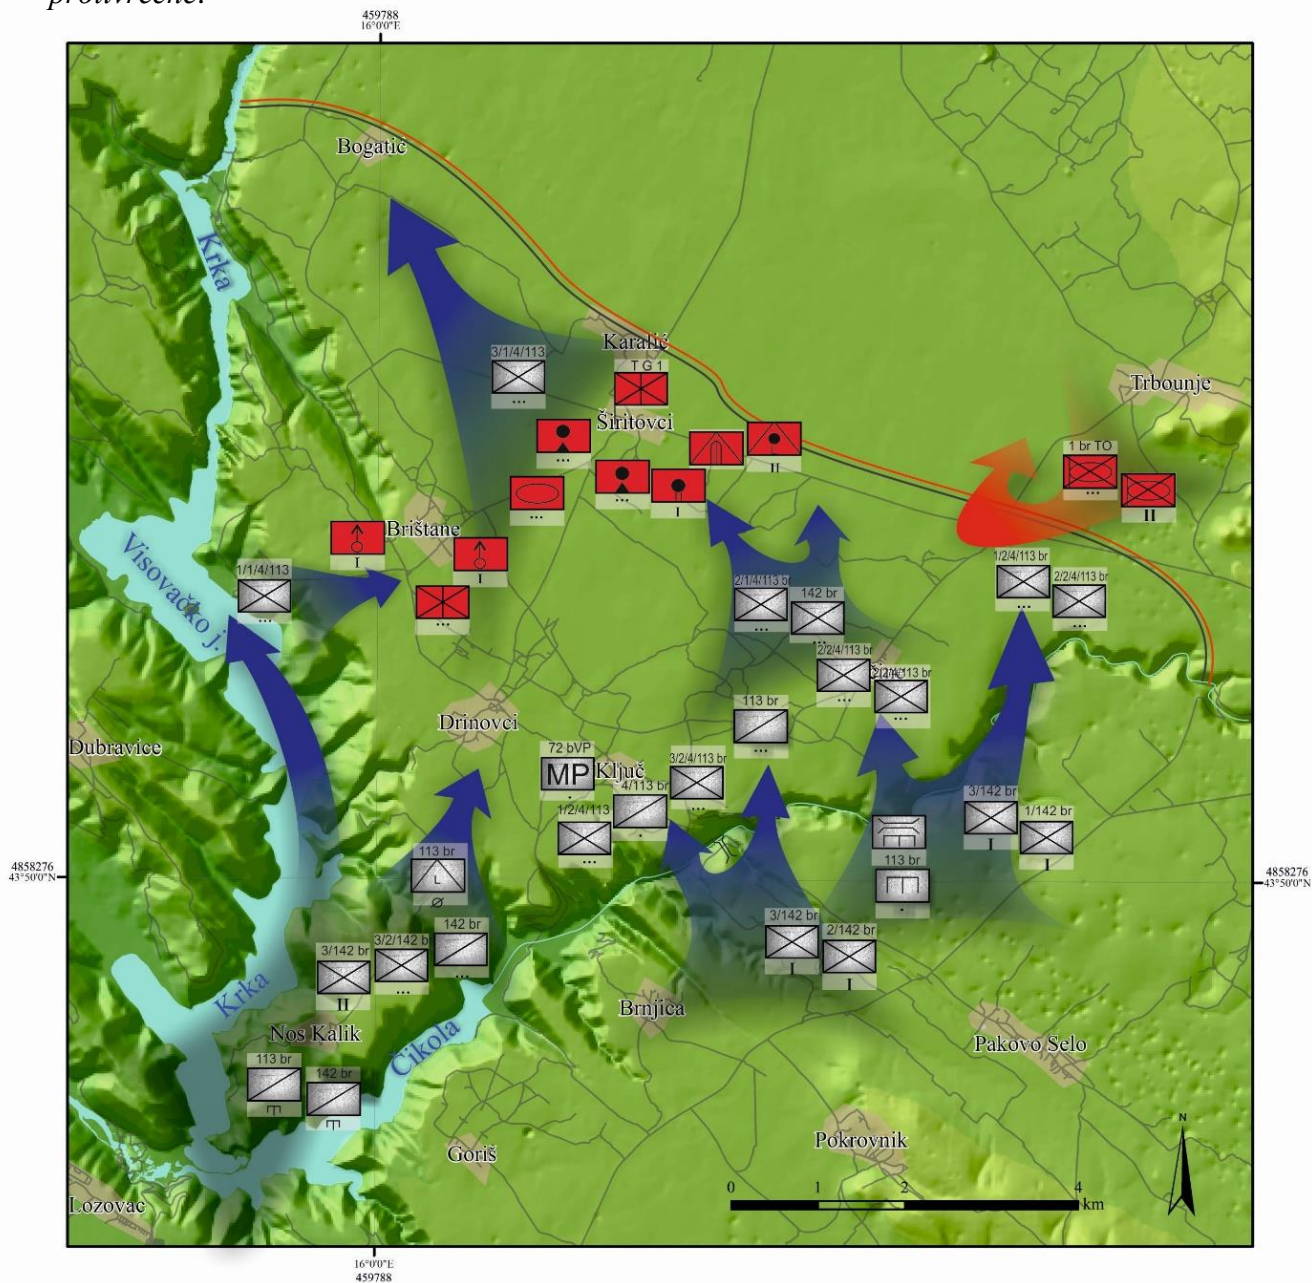 protivrečne.
459788
16°0'0"E
Bogatić
Krka
Karalić
3/1/4/113
...
T G 1
Širitovci
Trbounje
...
II
1 br TO
...
II
...
I
...
Brištane
I
I
...
Visovačko j.
1/1/4/113
...
1/2/4/113 br
...
2/2/4/113 br
...
2/1/4/113 br
...
142 br
...
2/2/4/113 br
...
2/2/4/113 br
...
113 br
...
Drinovci
Dubravice
72 bVP
MP
Ključ
3/2/4/113 br
...
4/113 br
1/2/4/113
...
3/142 br
I
1/142 br
I
113 br
L
Ø
113 br
4858276
43°50'0"N
4858276
43°50'0"N
3/142 br
I
2/142 br
I
142 br
...
3/2/142 b
...
3/142 br
II
Krka
Nos Kalik
Čikola
Brnjica
Pakovo Selo
113 br
142 br
Goriš
Pokrovnik
N
Lozovac
0 1 2 4
km
16°0'0"E
459788